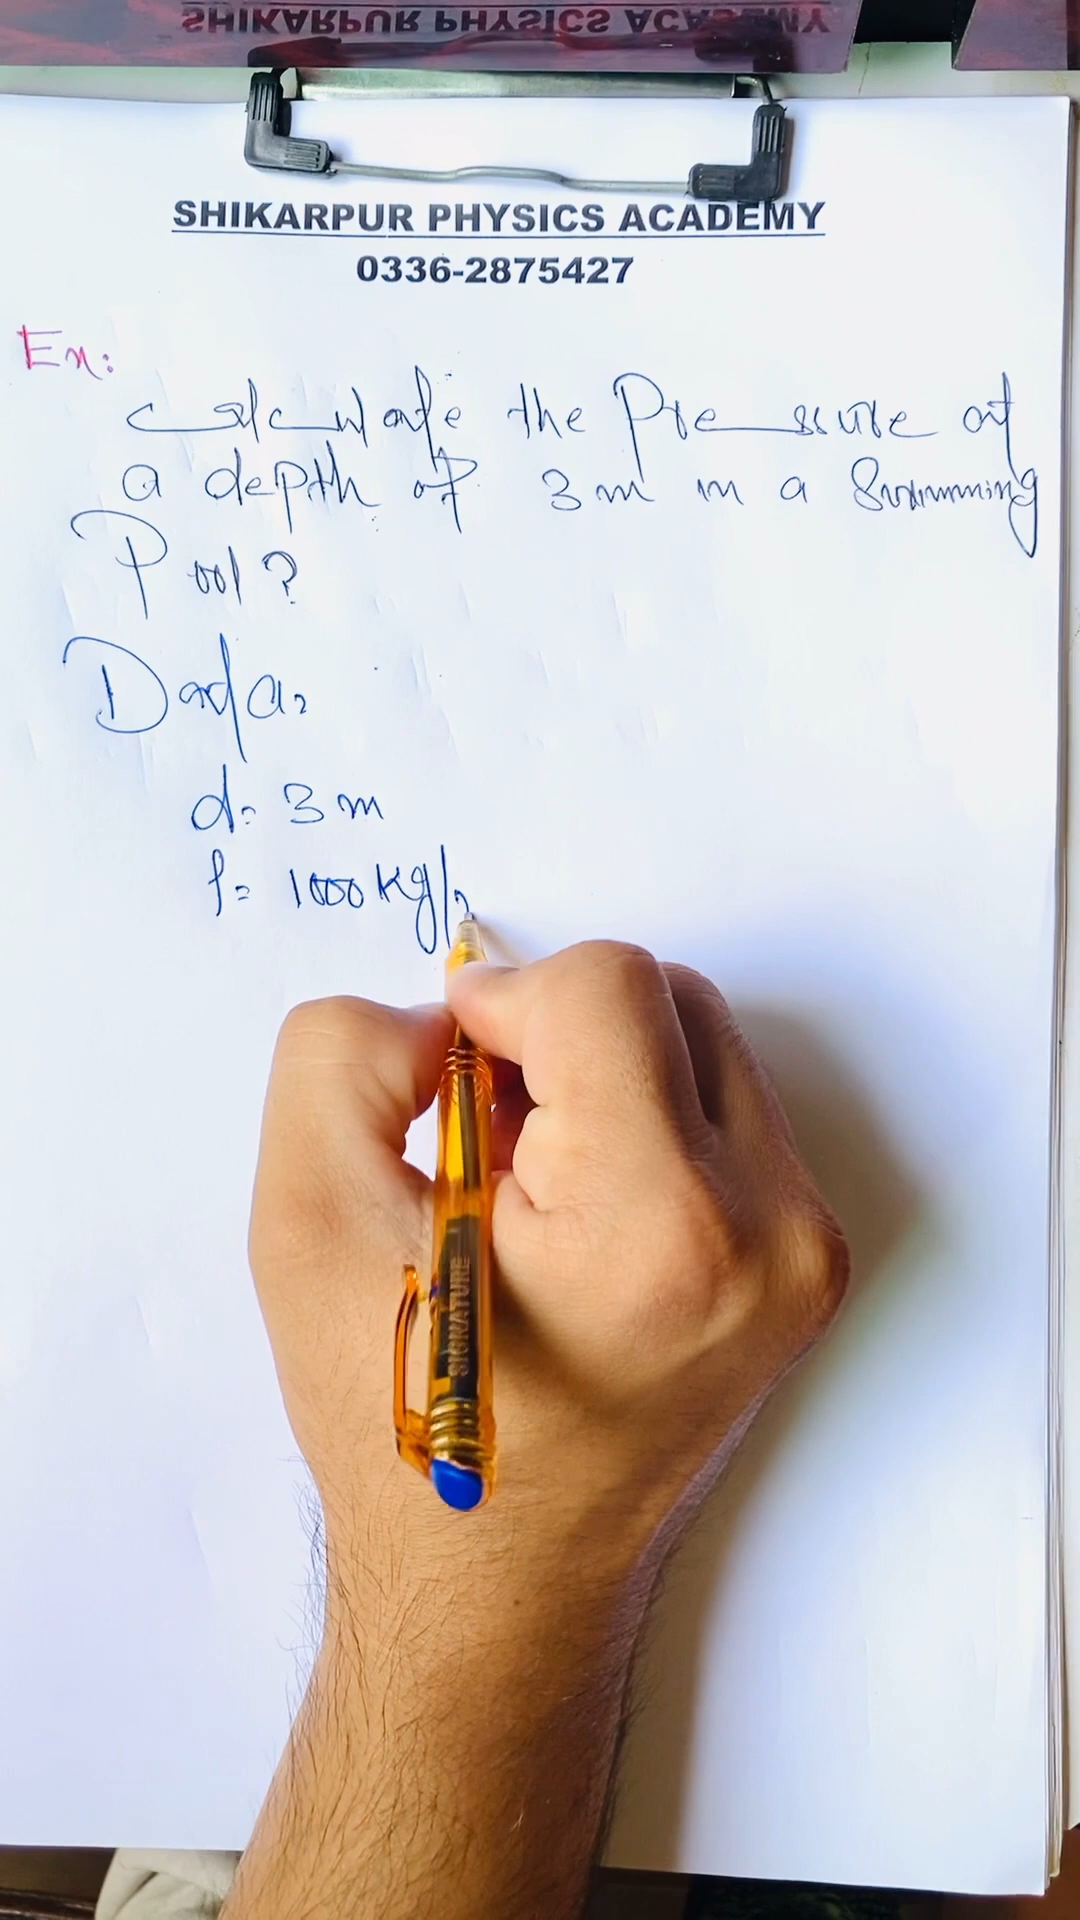 SHIKARPUR PHYSICS ACADEMY
SHIKARPUR PHYSICS ACADEMY
0336-2875427
Ex:
calculate the Pressure at
a depth of 3m in a Swimming
Pool?
Data:
d= 3m
ρ= 1000 kg/
SIGNATURE